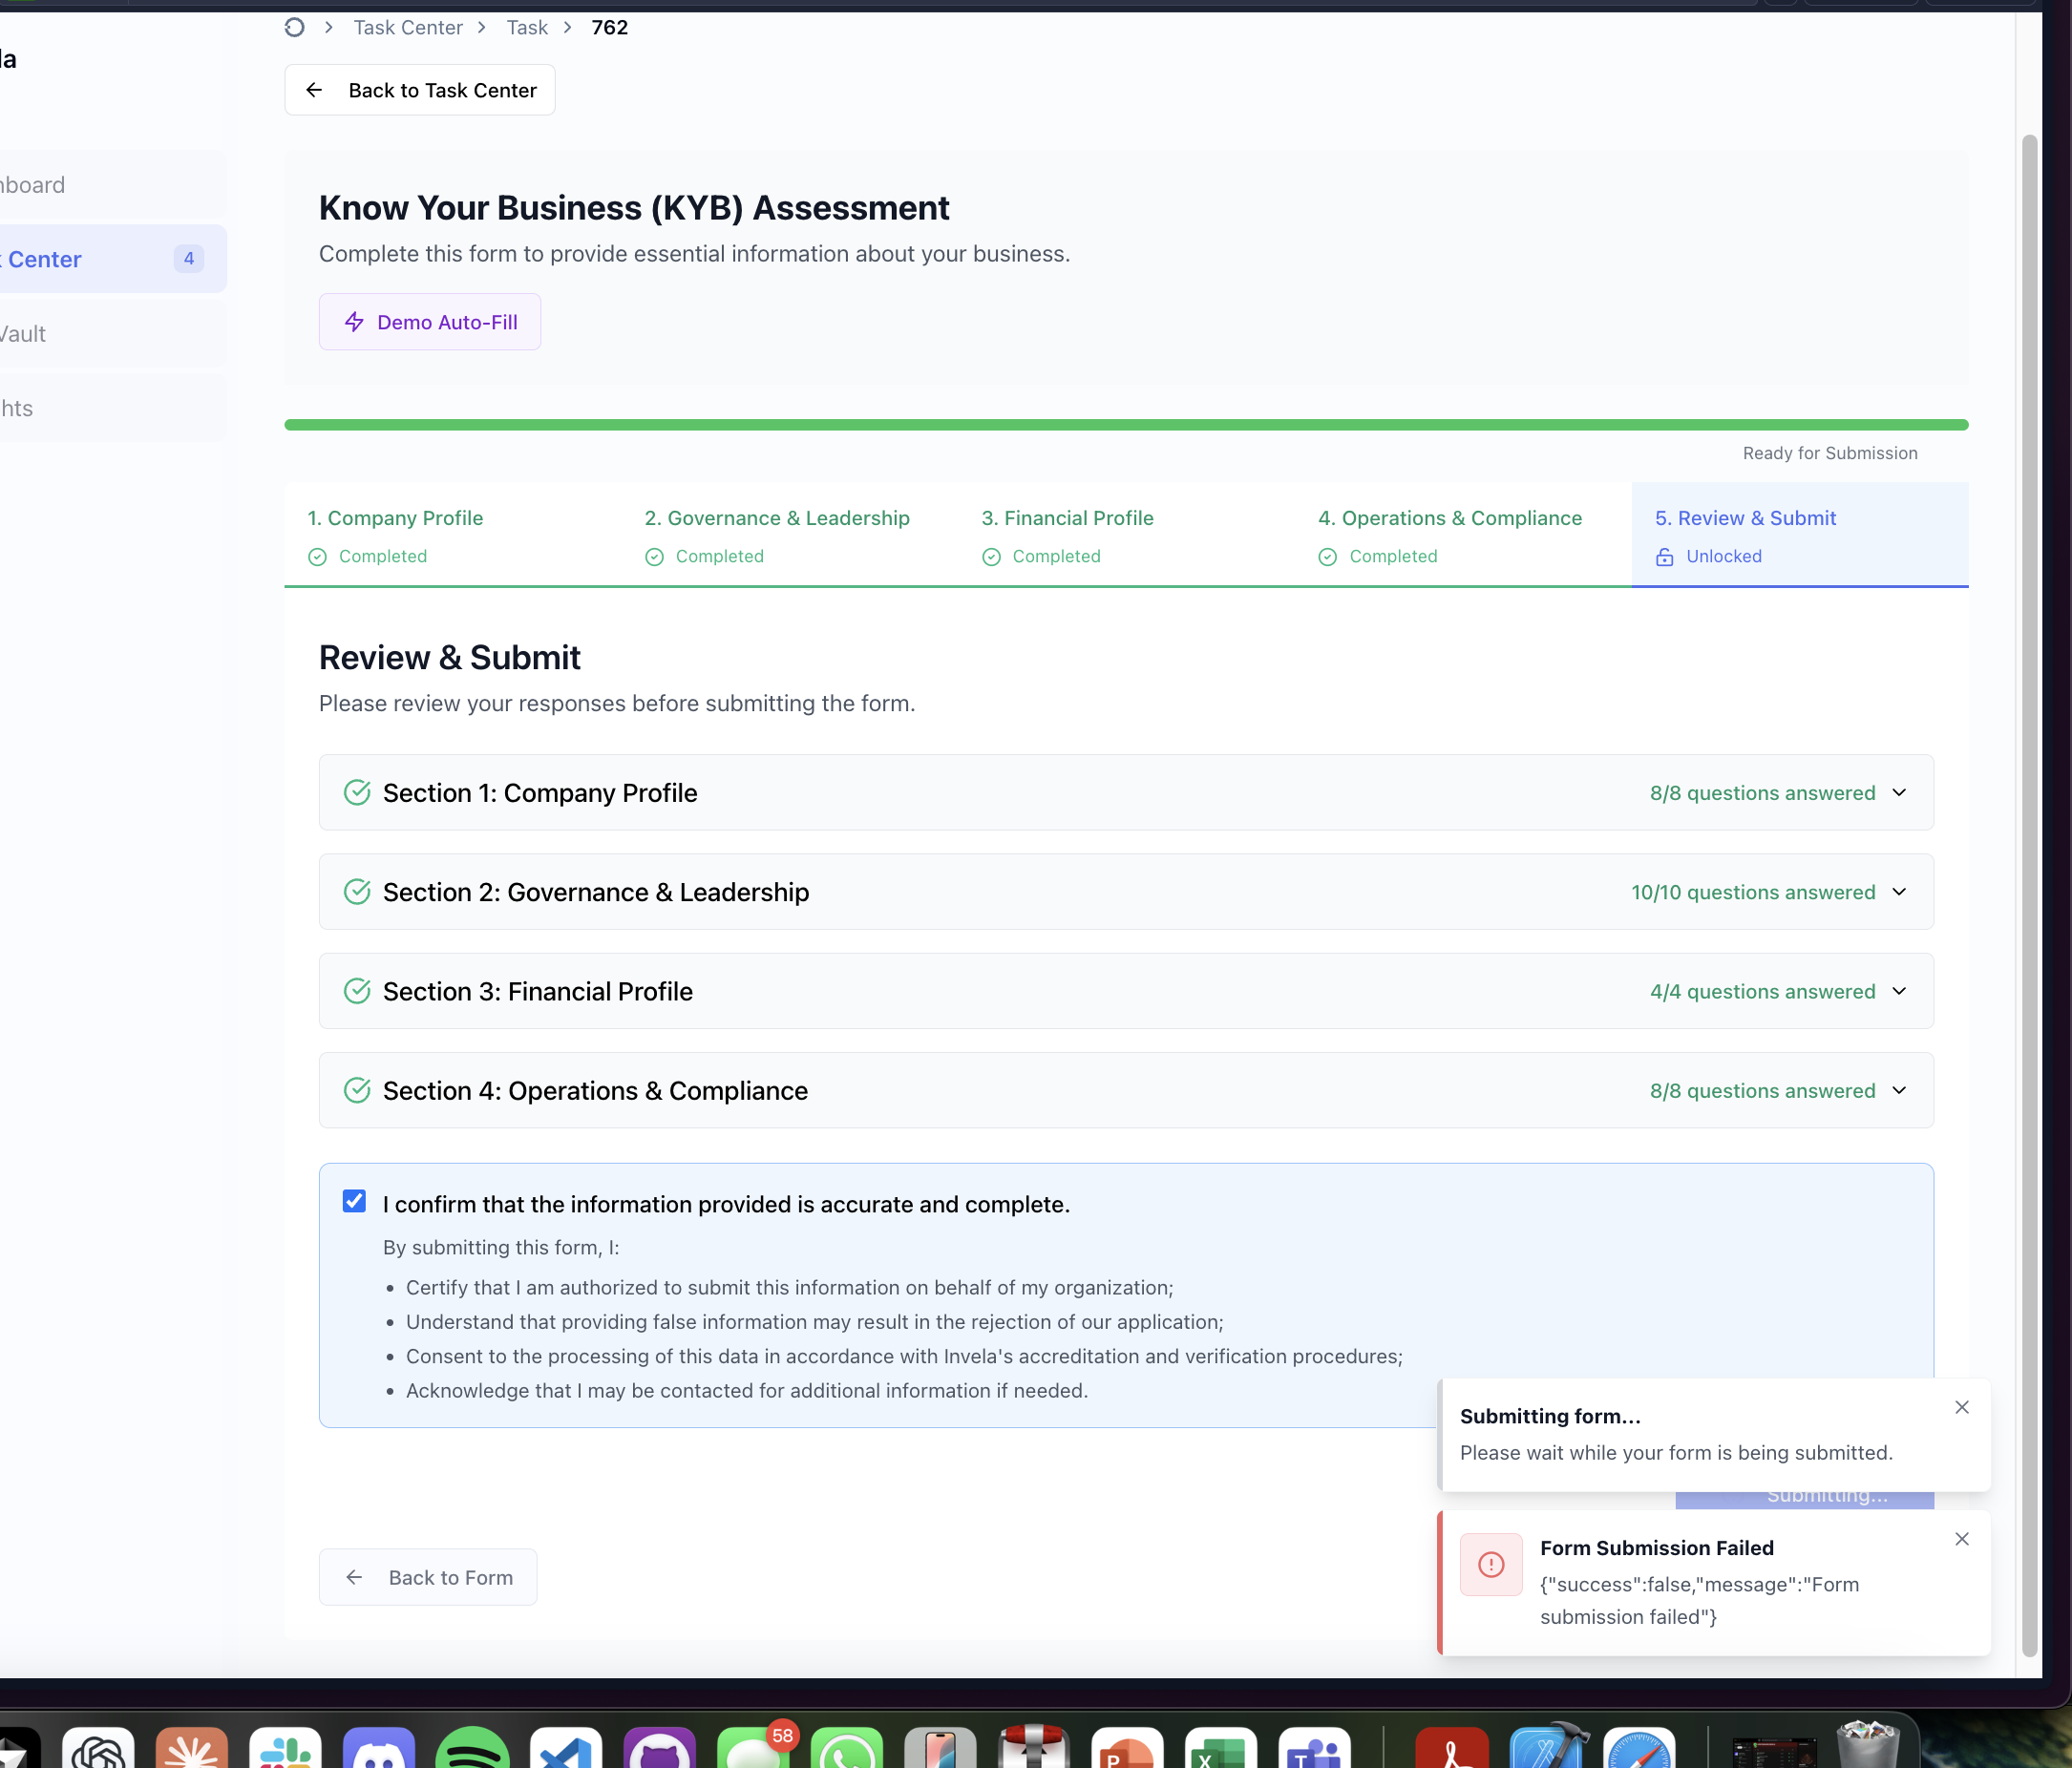 Task Center
Task
762
Back to Task Center
4
Center
Know Your Business (KYB) Assessment
Complete this form to provide essential information about your business.
Demo Auto-Fill
Ready for Submission
1. Company Profile
Completed
2. Governance & Leadership
Completed
3. Financial Profile
Completed
4. Operations & Compliance
Completed
5. Review & Submit
Unlocked
Review & Submit
Please review your responses before submitting the form.
Section 1: Company Profile
8/8 questions answered
Section 2: Governance & Leadership
10/10 questions answered
Section 3: Financial Profile
4/4 questions answered
Section 4: Operations & Compliance
8/8 questions answered
I confirm that the information provided is accurate and complete.
By submitting this form, I:
• Certify that I am authorized to submit this information on behalf of my organization;
• Understand that providing false information may result in the rejection of our application;
• Consent to the processing of this data in accordance with Invela's accreditation and verification procedures;
• Acknowledge that I may be contacted for additional information if needed.
Submitting form...
Please wait while your form is being submitted.
Submitting...
Form Submission Failed
{"success":false,"message":"Form
submission failed"}
Back to Form
58
P
X
T